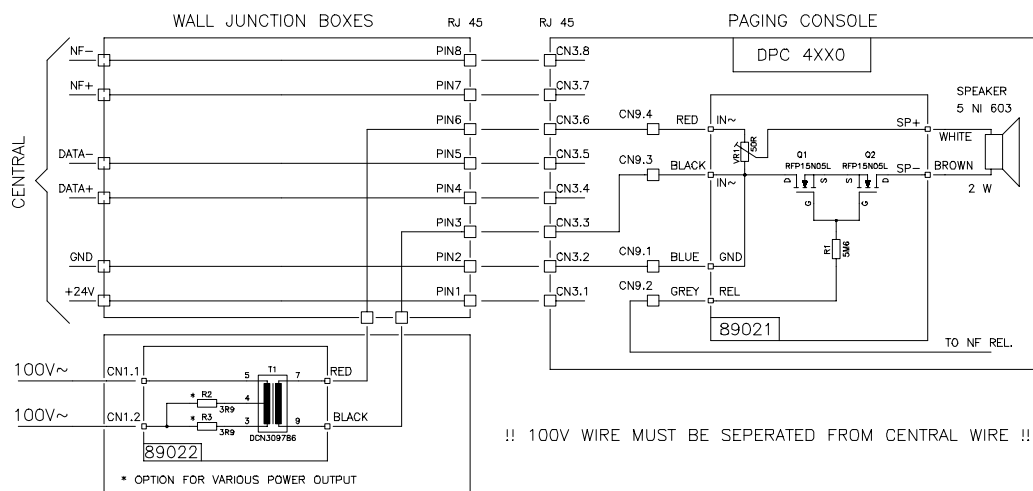 WALL JUNCTION BOXES
RJ 45
RJ 45
PAGING CONSOLE
DPC 4XX0
CENTRAL
NF-
PIN8
CN3.8
NF+
PIN7
CN3.7
PIN6
CN3.6
CN9.4
RED
IN~
SP+
WHITE
SPEAKER
5 NI 603
VR1
50R
DATA-
PIN5
CN3.5
CN9.3
BLACK
IN~
Q1
RFP15N05L
Q2
RFP15N05L
D
S
G
S
D
G
SP-
BROWN
2 W
DATA+
PIN4
CN3.4
PIN3
CN3.3
GND
PIN2
CN3.2
CN9.1
BLUE
GND
R1
5M6
+24V
PIN1
CN3.1
CN9.2
GREY
REL
89021
TO NF REL.
100V~
CN1.1
5
T1
7
RED
* R2
3R9
4
100V~
CN1.2
* R3
3R9
3
9
BLACK
DCN309786
89022
* OPTION FOR VARIOUS POWER OUTPUT
!! 100V WIRE MUST BE SEPERATED FROM CENTRAL WIRE !!